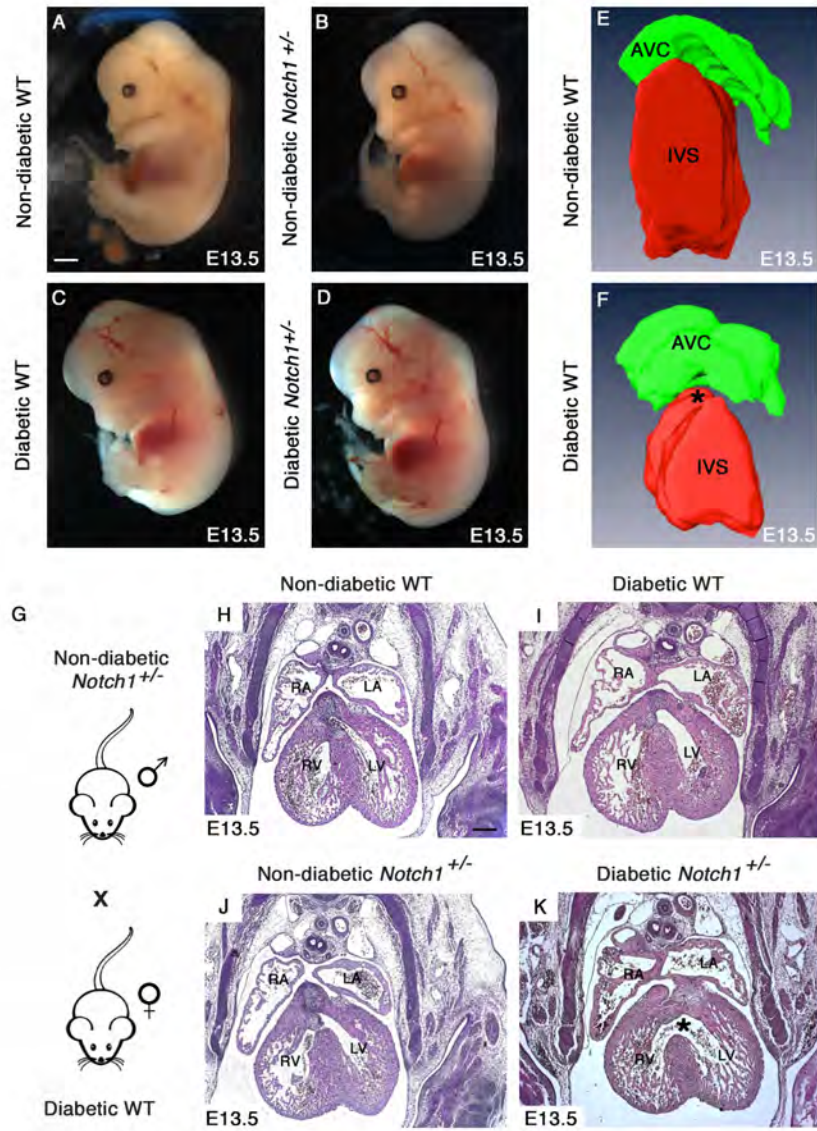 A
Non-diabetic WT
E13.5
B
Non-diabetic Notch1 +/-
E13.5
E
Non-diabetic WT
AVC
IVS
E13.5
C
Diabetic WT
E13.5
D
Diabetic Notch1+/-
E13.5
F
Diabetic WT
AVC
*
IVS
E13.5
G
Non-diabetic
Notch1+/-
♂
x
♀
Diabetic WT
Non-diabetic WT
H
RA
LA
RV
LV
E13.5
Diabetic WT
I
RA
LA
RV
LV
E13.5
Non-diabetic Notch1+/-
J
RA
LA
RV
LV
E13.5
Diabetic Notch1+/-
K
RA
LA
*
RV
LV
E13.5